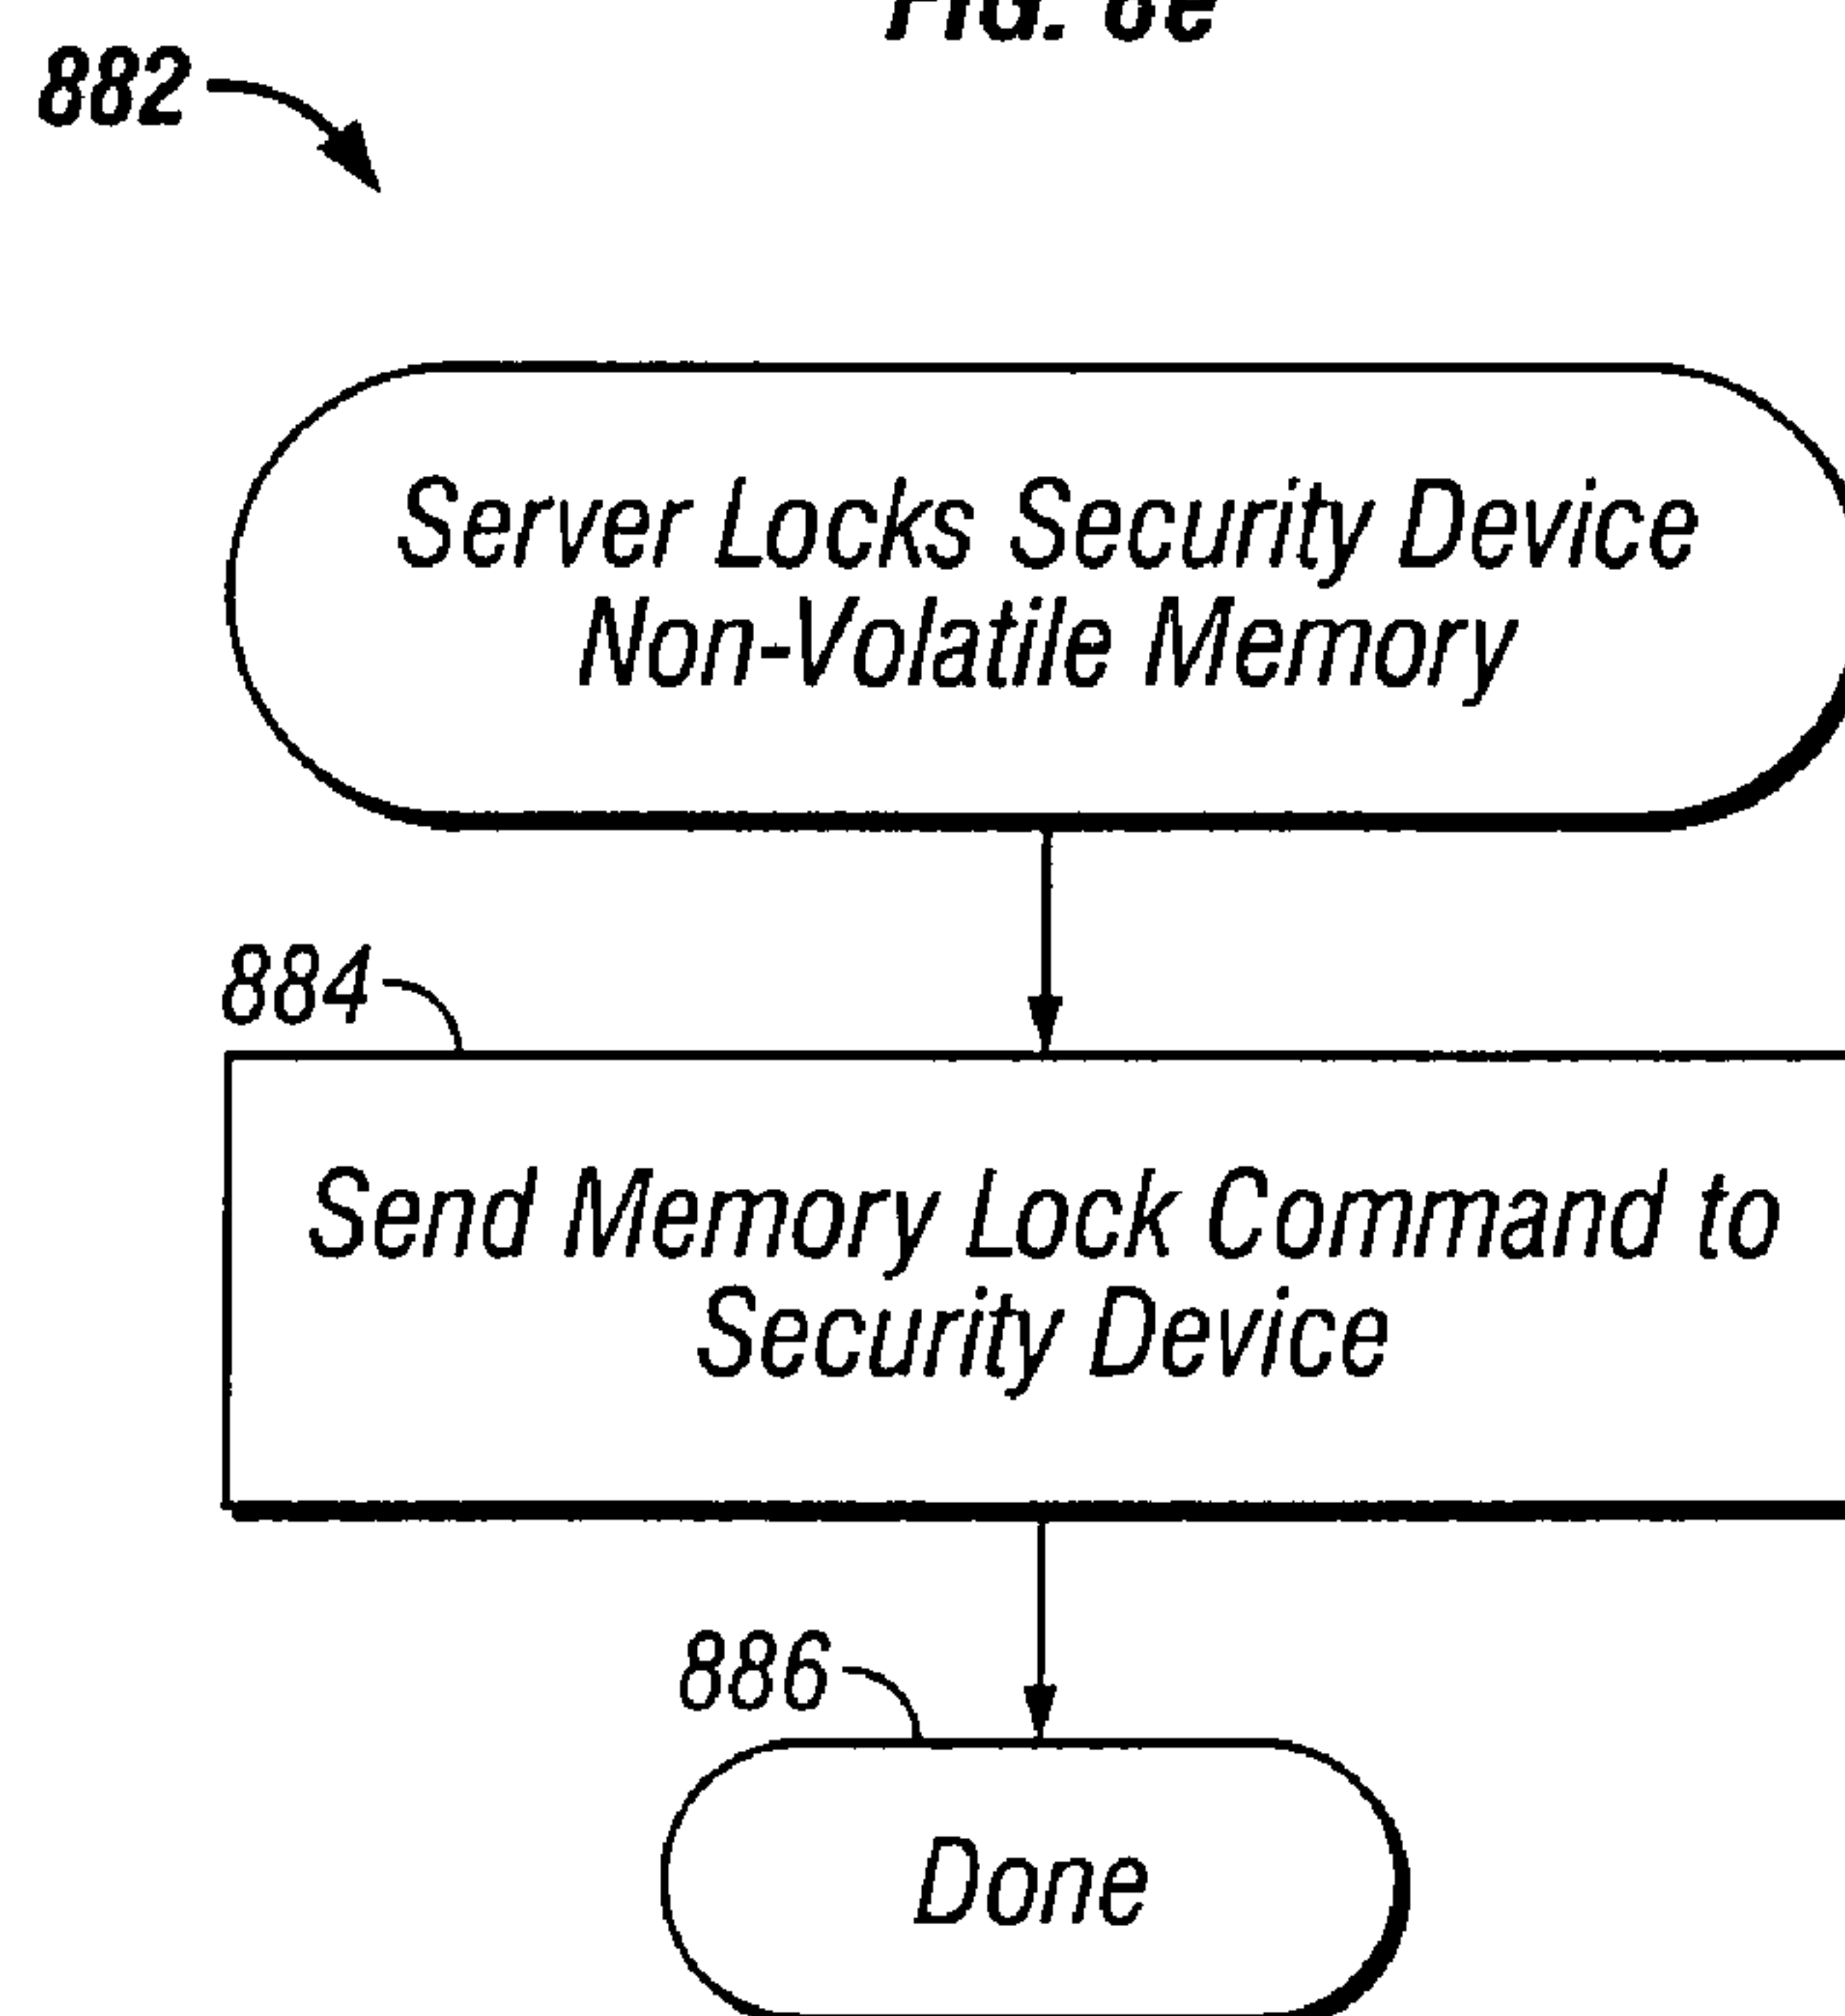 882
Server Locks Security Device
Non-Volatile Memory
884
Send Memory Lock Command to
Security Device
886
Done